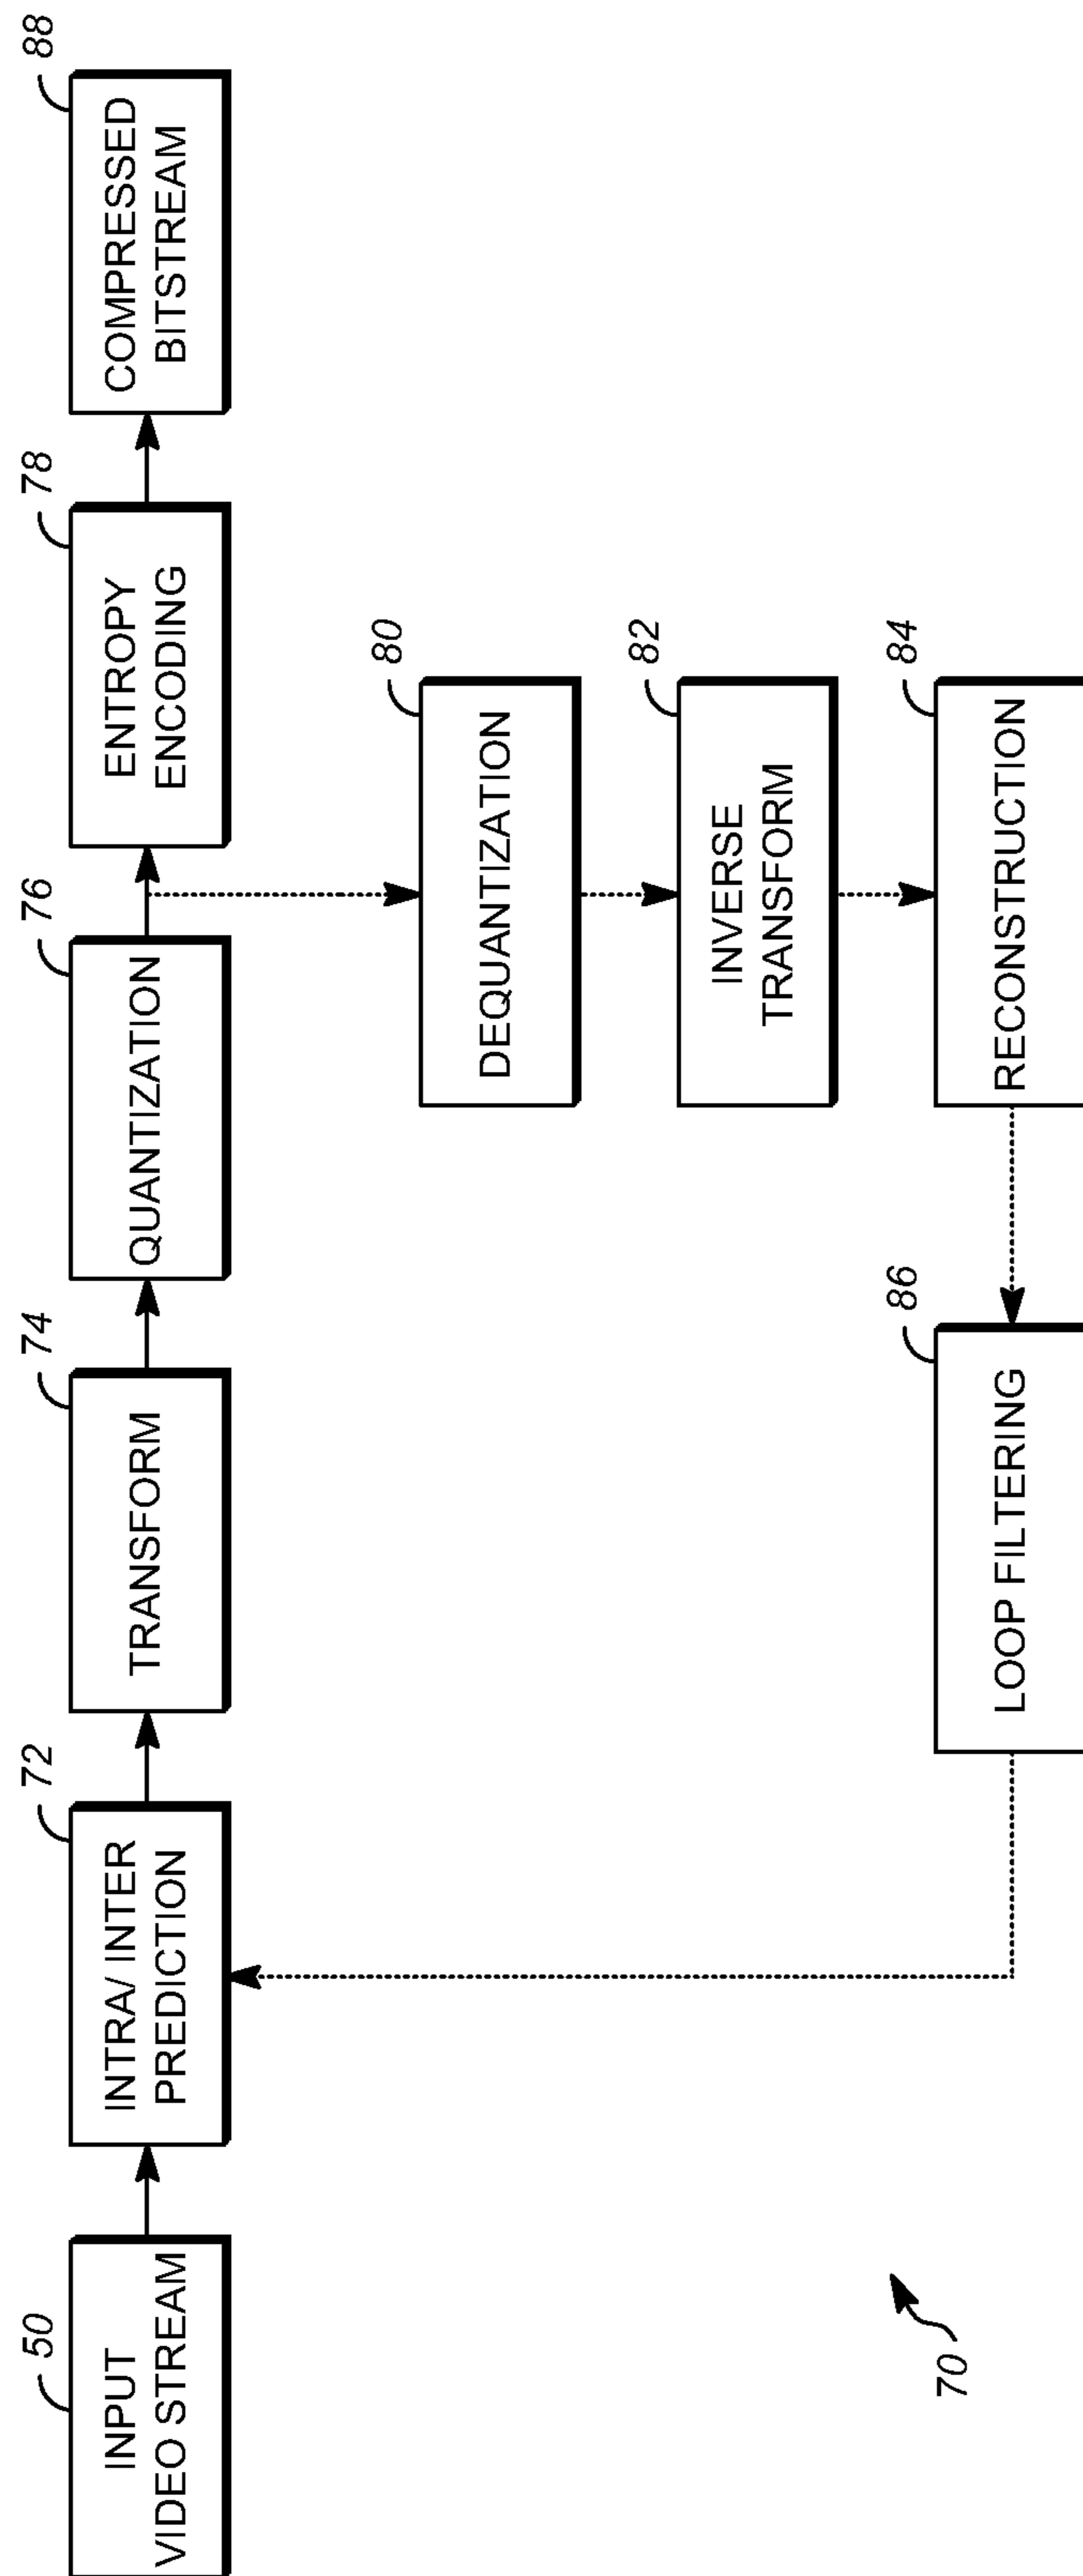 50
INPUT
VIDEO STREAM
72
INTRA/ INTER
PREDICTION
74
TRANSFORM
76
QUANTIZATION
78
ENTROPY
ENCODING
88
COMPRESSED
BITSTREAM
80
DEQUANTIZATION
82
INVERSE
TRANSFORM
84
RECONSTRUCTION
86
LOOP FILTERING
70